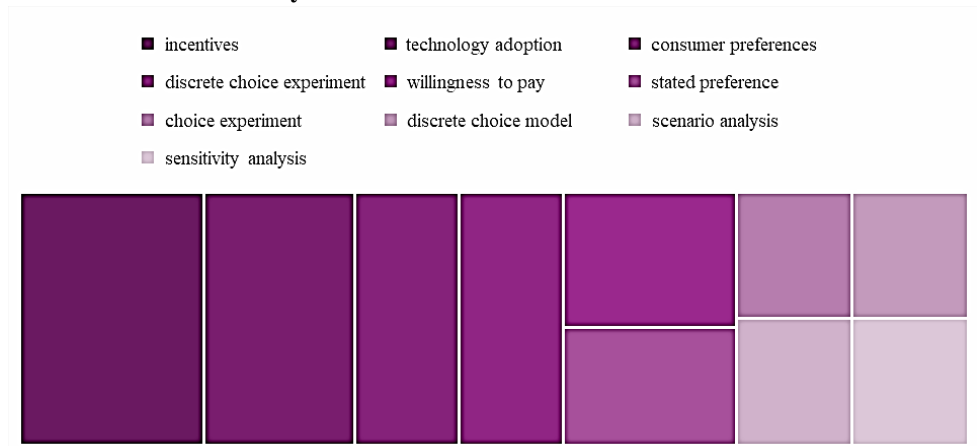 incentives technology adoption consumer preferences
discrete choice experiment willingness to pay stated preference
choice experiment discrete choice model scenario analysis
sensitivity analysis